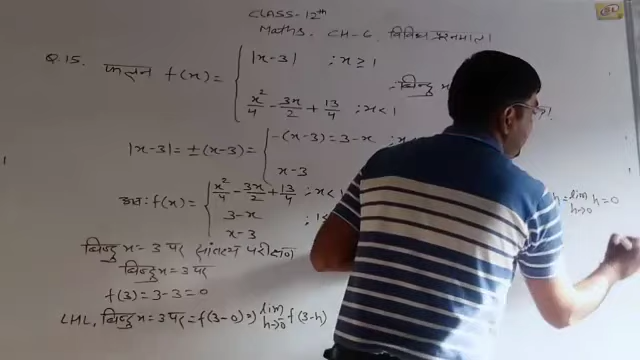 CLASS-12th
Maths. CH-6. विविध प्रश्नमाला
Q.15. फलन f(x) = |x-3| ; x ≥ 1
x²/4 - 3x/2 + 13/4 ; x < 1
बिन्दु x
|x-3| = ±(x-3) = -(x-3) = 3-x
x-3
अतः f(x) = x²/4 - 3x/2 + 13/4 ; x < 1
3-x
x-3
बिन्दु x = 3 पर सांतत्य परीक्षण
बिन्दु x = 3 पर
f(3) = 3-3 = 0
LHL, बिन्दु x = 3 पर = f(3-0) = lim h→0 f(3-h)
h = lim h→0 h = 0